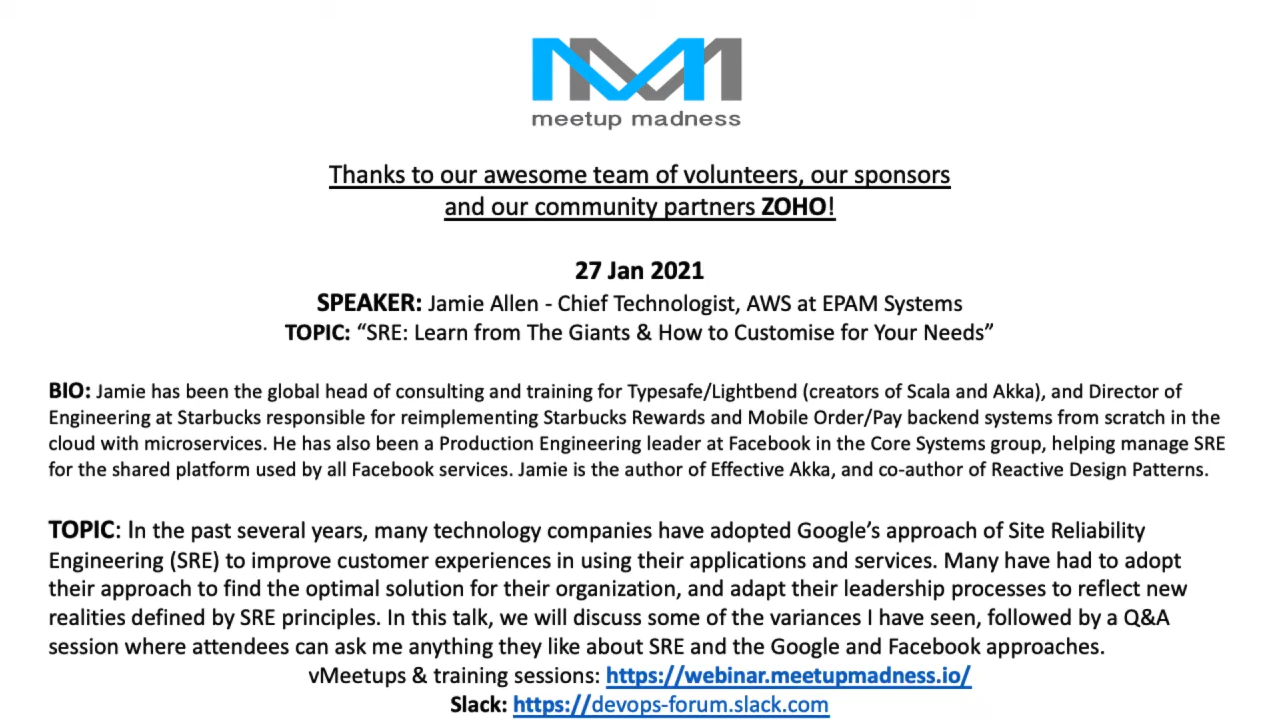 meetup madness
Thanks to our awesome team of volunteers, our sponsors
and our community partners ZOHO!
27 Jan 2021
SPEAKER: Jamie Allen - Chief Technologist, AWS at EPAM Systems
TOPIC: “SRE: Learn from The Giants & How to Customise for Your Needs”
BIO: Jamie has been the global head of consulting and training for Typesafe/Lightbend (creators of Scala and Akka), and Director of
Engineering at Starbucks responsible for reimplementing Starbucks Rewards and Mobile Order/Pay backend systems from scratch in the
cloud with microservices. He has also been a Production Engineering leader at Facebook in the Core Systems group, helping manage SRE
for the shared platform used by all Facebook services. Jamie is the author of Effective Akka, and co-author of Reactive Design Patterns.
TOPIC: In the past several years, many technology companies have adopted Google’s approach of Site Reliability
Engineering (SRE) to improve customer experiences in using their applications and services. Many have had to adopt
their approach to find the optimal solution for their organization, and adapt their leadership processes to reflect new
realities defined by SRE principles. In this talk, we will discuss some of the variances I have seen, followed by a Q&A
session where attendees can ask me anything they like about SRE and the Google and Facebook approaches.
vMeetups & training sessions: https://webinar.meetupmadness.io/
Slack: https://devops-forum.slack.com